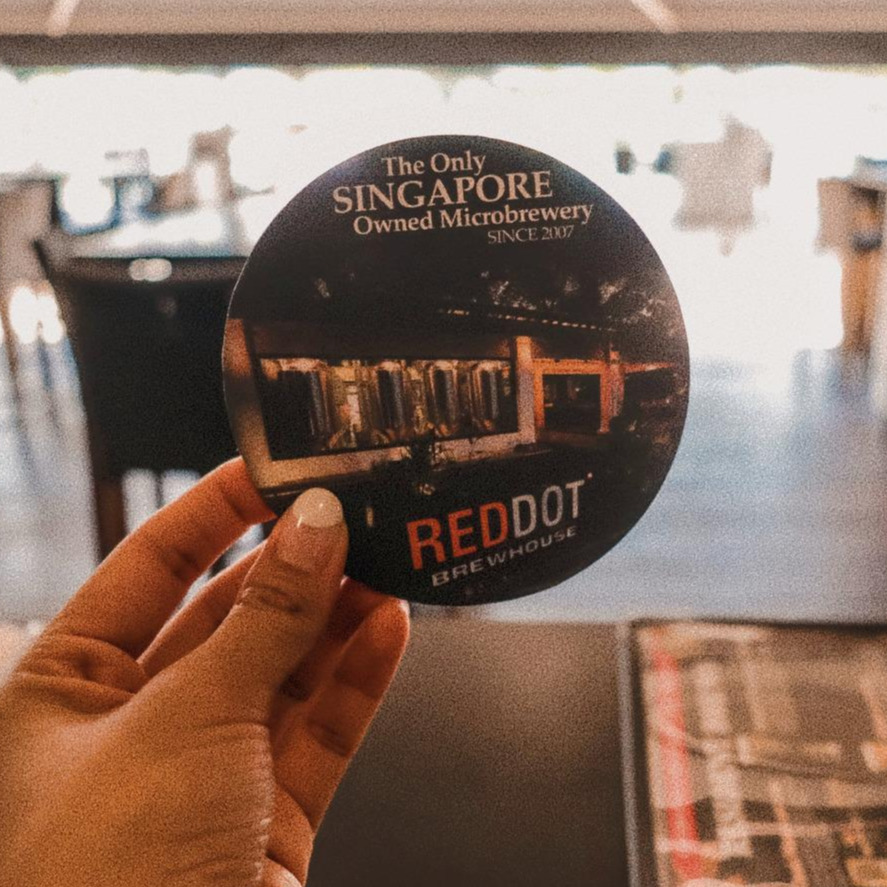 The Only
SINGAPORE
Owned Microbrewery
SINCE 2007
REDDOT
BREWHOUSE